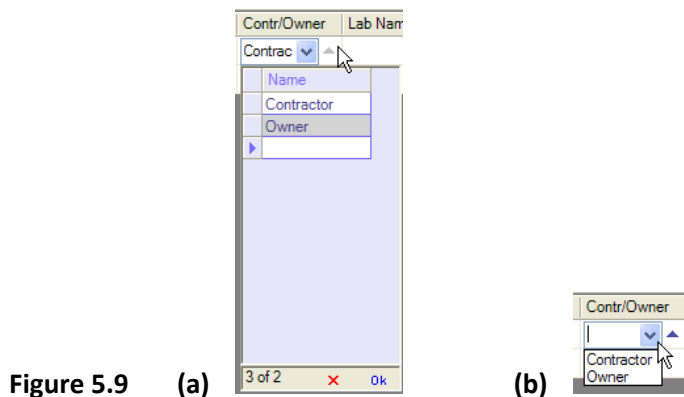 Contr/Owner Lab Nam
Contrac
Name
Contractor
Owner
3 of 2 Ok
Contr/Owner
Contractor
Owner
Figure 5.9 (a) (b)